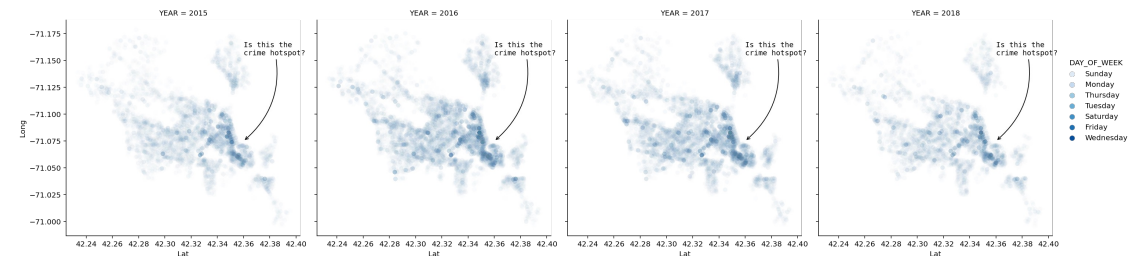 YEAR = 2015
YEAR = 2016
YEAR = 2017
YEAR = 2018
−71.175
−71.150
−71.125
−71.100
−71.075
−71.050
−71.025
−71.000
Long
Is this the
crime hotspot?
Is this the
crime hotspot?
Is this the
crime hotspot?
Is this the
crime hotspot?
DAY_OF_WEEK
Sunday
Monday
Thursday
Tuesday
Saturday
Friday
Wednesday
42.24 42.26 42.28 42.30 42.32 42.34 42.36 42.38 42.40
42.24 42.26 42.28 42.30 42.32 42.34 42.36 42.38 42.40
42.24 42.26 42.28 42.30 42.32 42.34 42.36 42.38 42.40
42.24 42.26 42.28 42.30 42.32 42.34 42.36 42.38 42.40
Lat
Lat
Lat
Lat